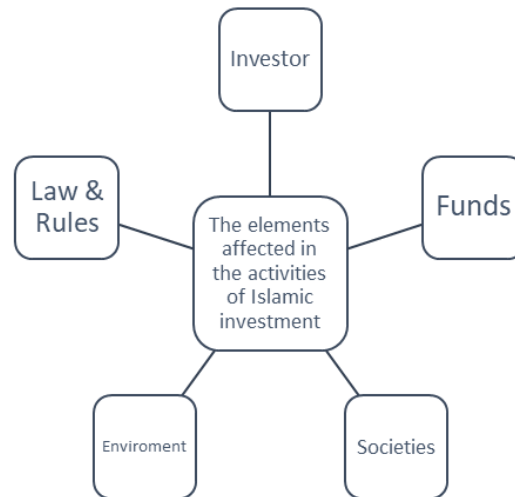 Investor
Law &
Rules
Funds
The elements
affected in
the activities
of Islamic
investment
Enviroment
Societies